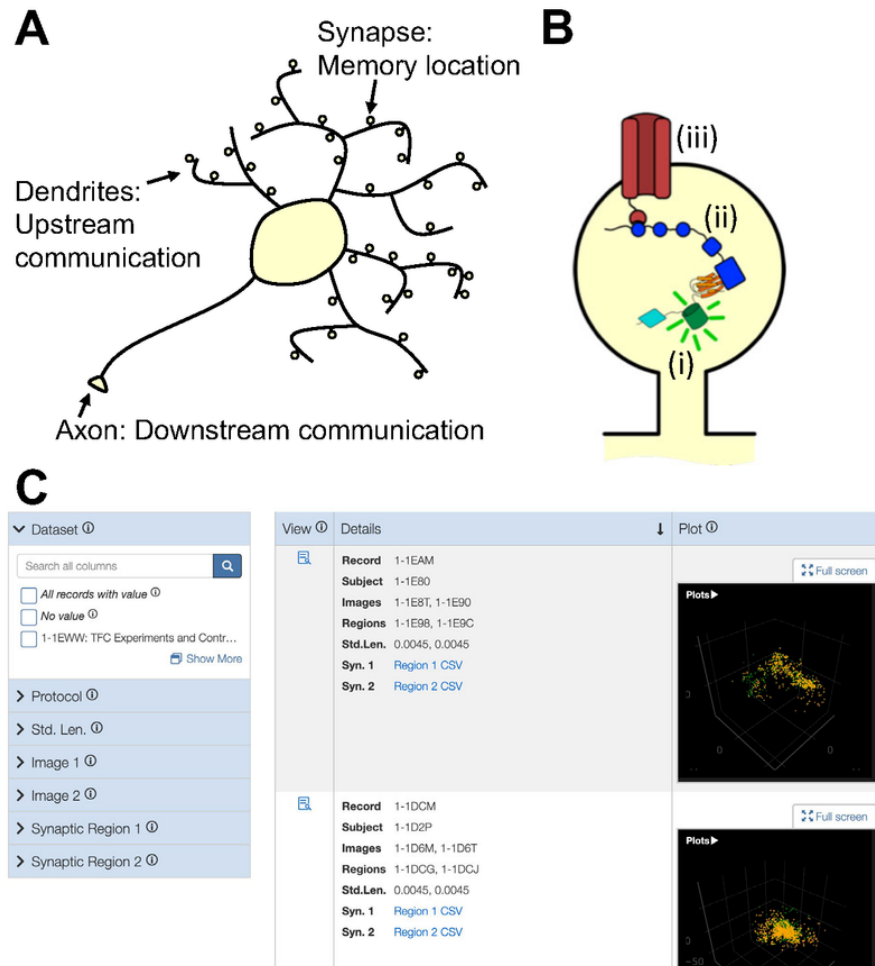 A
Synapse:
Memory location
Dendrites:
Upstream
communication
Axon: Downstream communication
B
(iii)
(ii)
(i)
C
Dataset
Search all columns
All records with value
No value
1-1EWW: TFC Experiments and Contr...
Show More
Protocol
Std. Len.
Image 1
Image 2
Synaptic Region 1
Synaptic Region 2
View Details Plot
Record 1-1EAM
Subject 1-1E80
Images 1-1E8T, 1-1E90
Regions 1-1E98, 1-1E9C
Std.Len. 0.0045, 0.0045
Syn. 1 Region 1 CSV
Syn. 2 Region 2 CSV
Full screen
Plots
0
0
0
Record 1-1DCM
Subject 1-1D2P
Images 1-1D6M, 1-1D6T
Regions 1-1DCG, 1-1DCJ
Std.Len. 0.0045, 0.0045
Syn. 1 Region 1 CSV
Syn. 2 Region 2 CSV
Full screen
Plots
0
−50